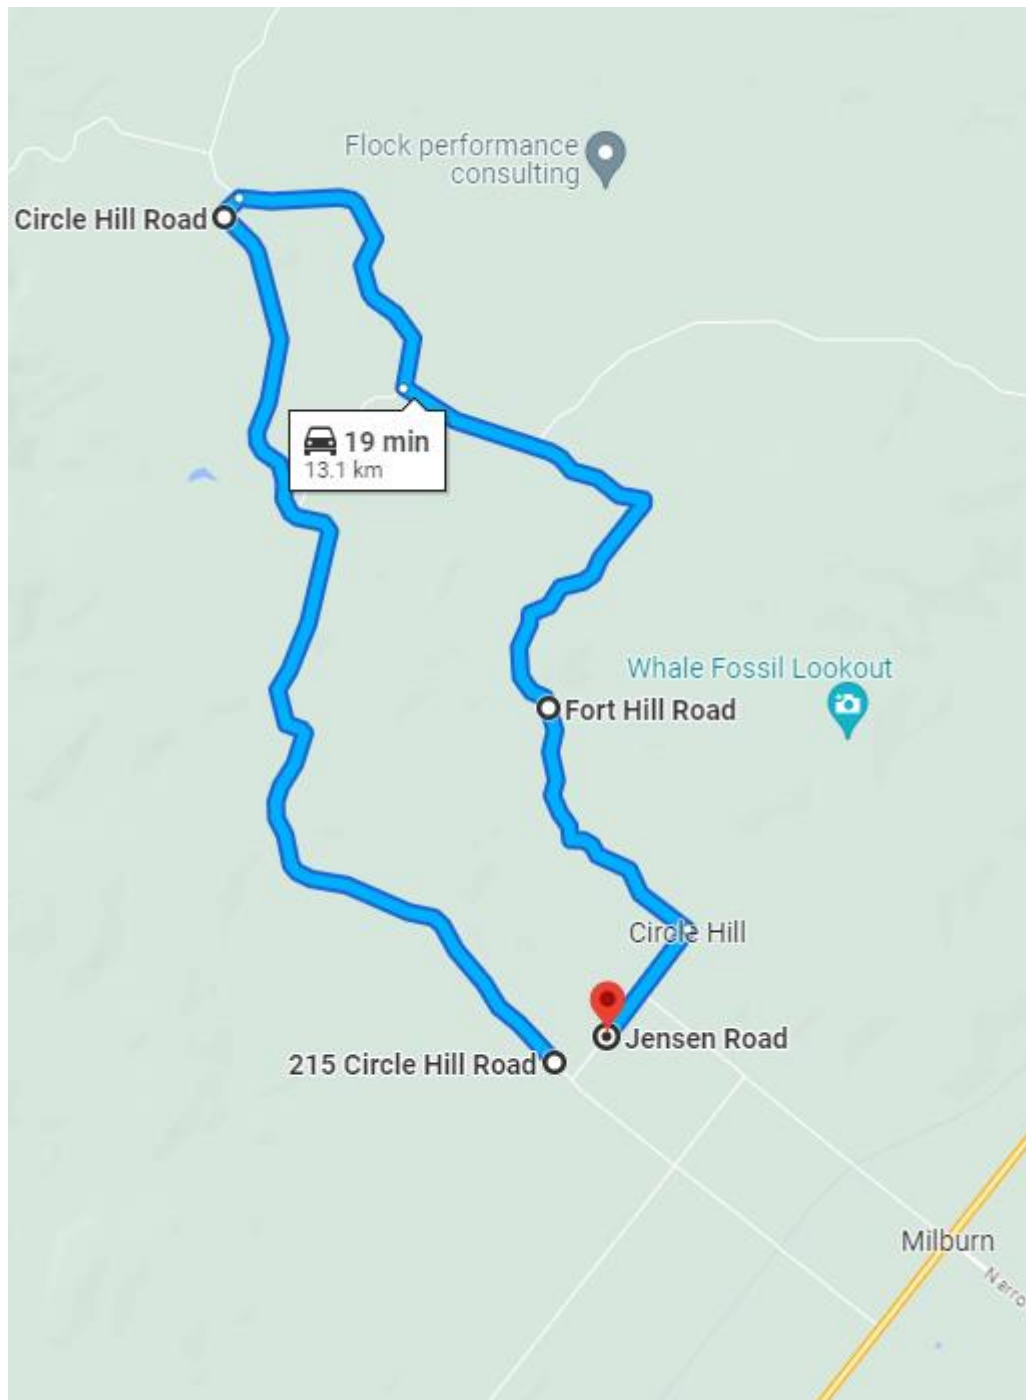 Flock performance
consulting
Circle Hill Road
19 min
13.1 km
Whale Fossil Lookout
Fort Hill Road
Circle Hill
Jensen Road
215 Circle Hill Road
Milburn
Narro